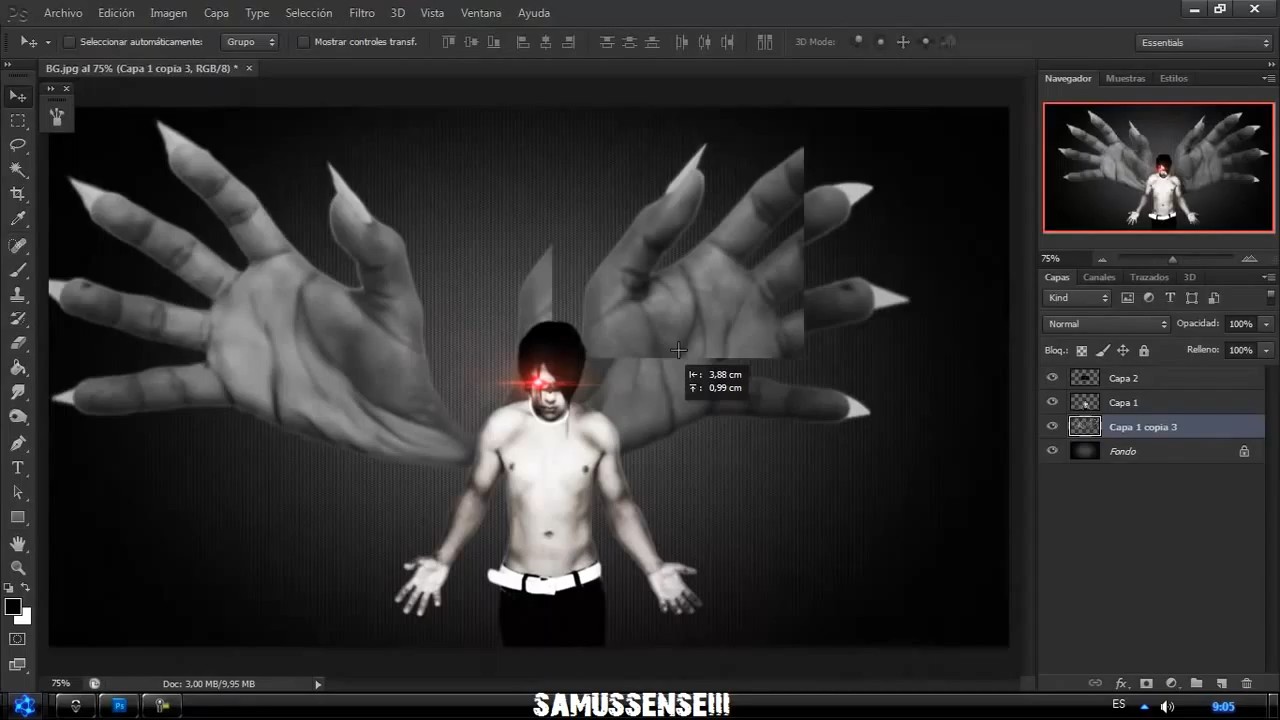 Ps Archivo Edición Imagen Capa Type Selección Filtro 3D Vista Ventana Ayuda
Seleccionar automáticamente: Grupo Mostrar controles transf. 3D Mode: Essentials
BG.jpg al 75% (Capa 1 copia 3, RGB/8) *
Navegador Muestras Estilos
75%
Capas Canales Trazados 3D
Kind
Normal Opacidad: 100%
Bloq.: Relleno: 100%
Capa 2
Capa 1
Capa 1 copia 3
Fondo
3,88 cm
0,99 cm
75% Doc: 3,00 MB/9,95 MB
SAMUSSENSE!!!
ES 9:05